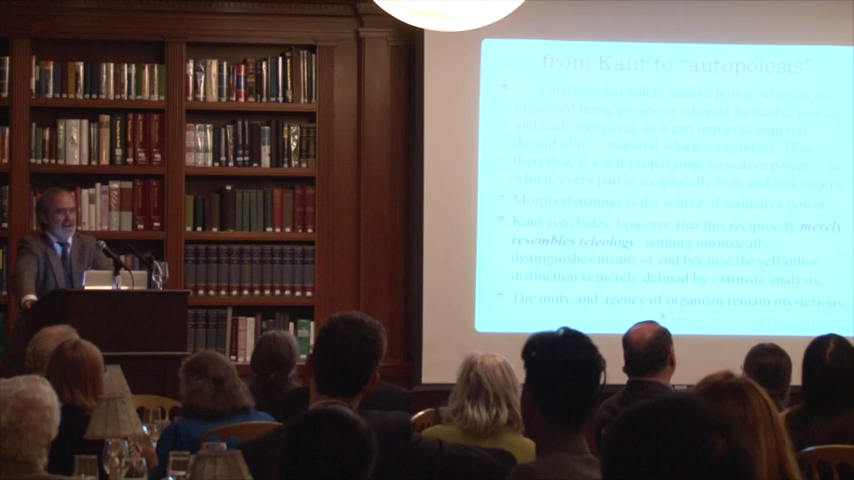 from Kant to “autopoiesis”
a machine has solely motive power, whereas an
organized being possesses inherent formative power,
and such, moreover, as it can impart to material
devoid of it material which it organizes. This,
therefore, is a self-propagating formative power
which, every part is reciprocally both end and means.”
Morphodynamics is the source of formative power.
Kant concludes, however, that this reciprocity merely
resembles teleology: nothing intrinsically
distinguishes means or end because the self/other
distinction is merely defined by extrinsic analysis.
The unity and agency of organism remain mysterious.